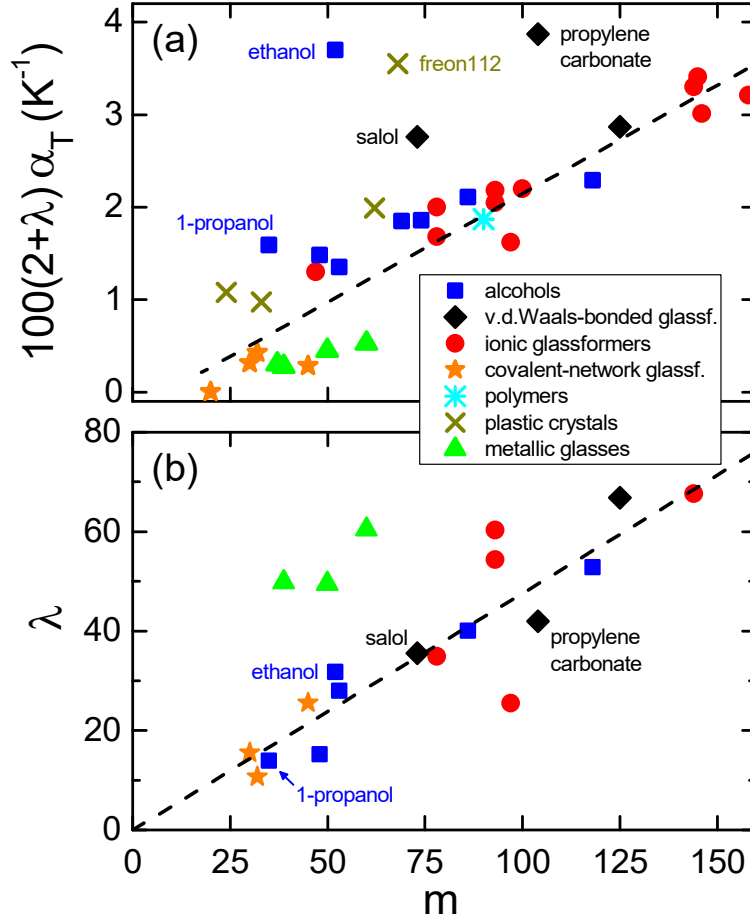 (a)
100(2+λ) α_T (K⁻¹)
4
3
2
1
0
ethanol
freon112
propylene
carbonate
salol
1-propanol
alcohols
v.d.Waals-bonded glassf.
ionic glassformers
covalent-network glassf.
polymers
plastic crystals
metallic glasses
(b)
λ
80
60
40
20
0
salol
ethanol
propylene
carbonate
1-propanol
0 25 50 75 100 125 150
m